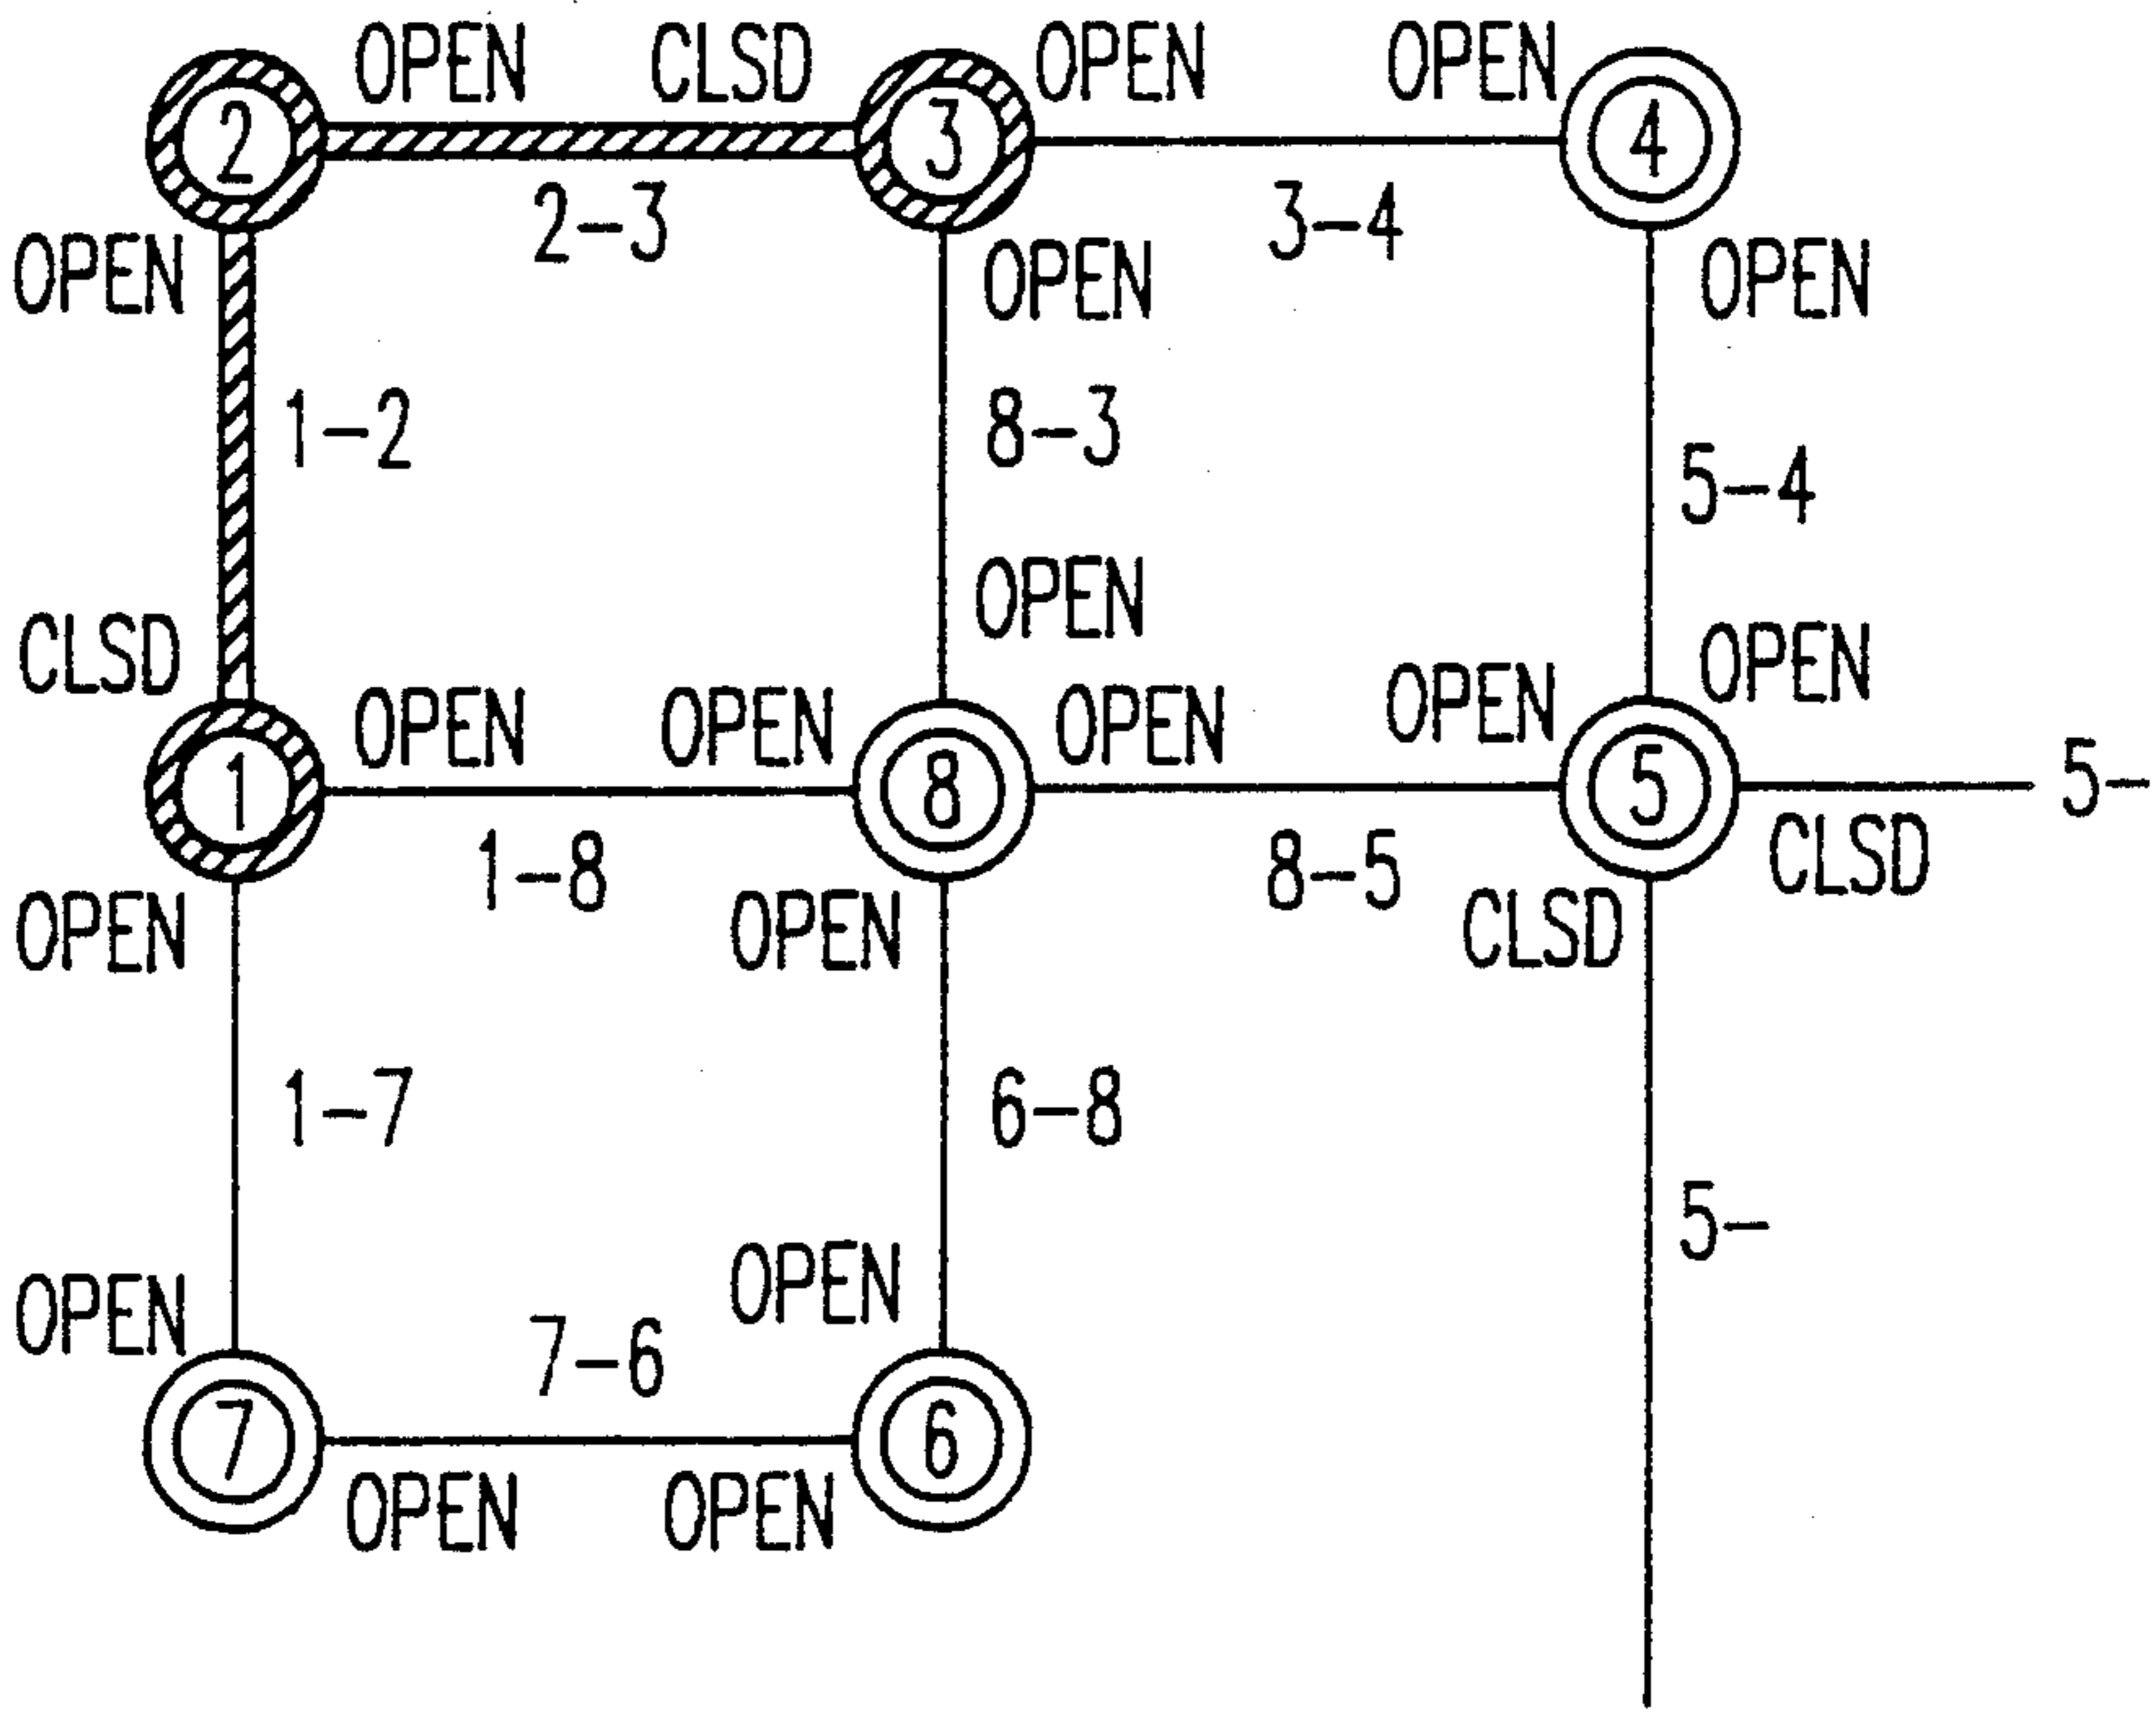 OPEN CLSD OPEN OPEN
2 3 4
2-3 3-4
OPEN OPEN OPEN
1-2 8-3 5-4
OPEN
CLSD OPEN
OPEN OPEN OPEN OPEN
1 8 5 5-
1-8 8-5 CLSD
OPEN OPEN CLSD
1-7 6-8
5-
OPEN OPEN
7-6
7 6
OPEN OPEN